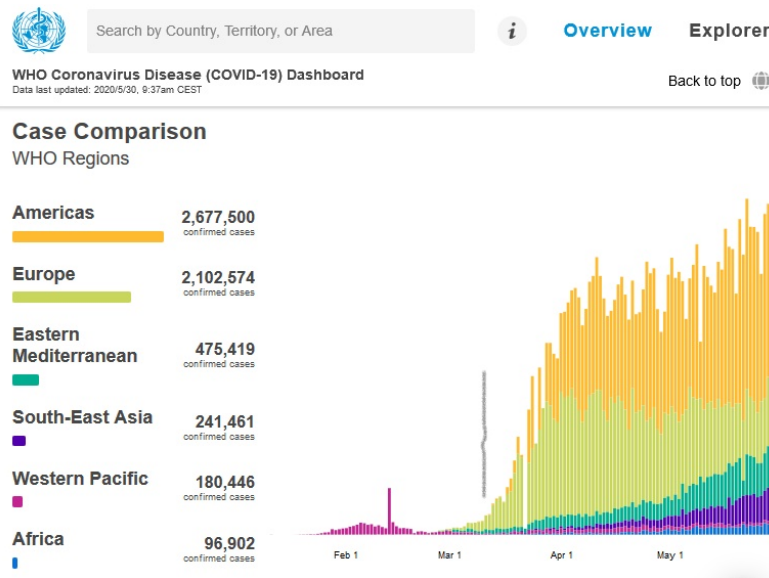 Search by Country, Territory, or Area
i
Overview
Explorer
WHO Coronavirus Disease (COVID-19) Dashboard
Data last updated: 2020/5/30, 9:37am CEST
Back to top
Case Comparison
WHO Regions
Americas
2,677,500
confirmed cases
Europe
2,102,574
confirmed cases
Eastern
Mediterranean
475,419
confirmed cases
South-East Asia
241,461
confirmed cases
Western Pacific
180,446
confirmed cases
Africa
96,902
confirmed cases
Feb 1
Mar 1
Apr 1
May 1